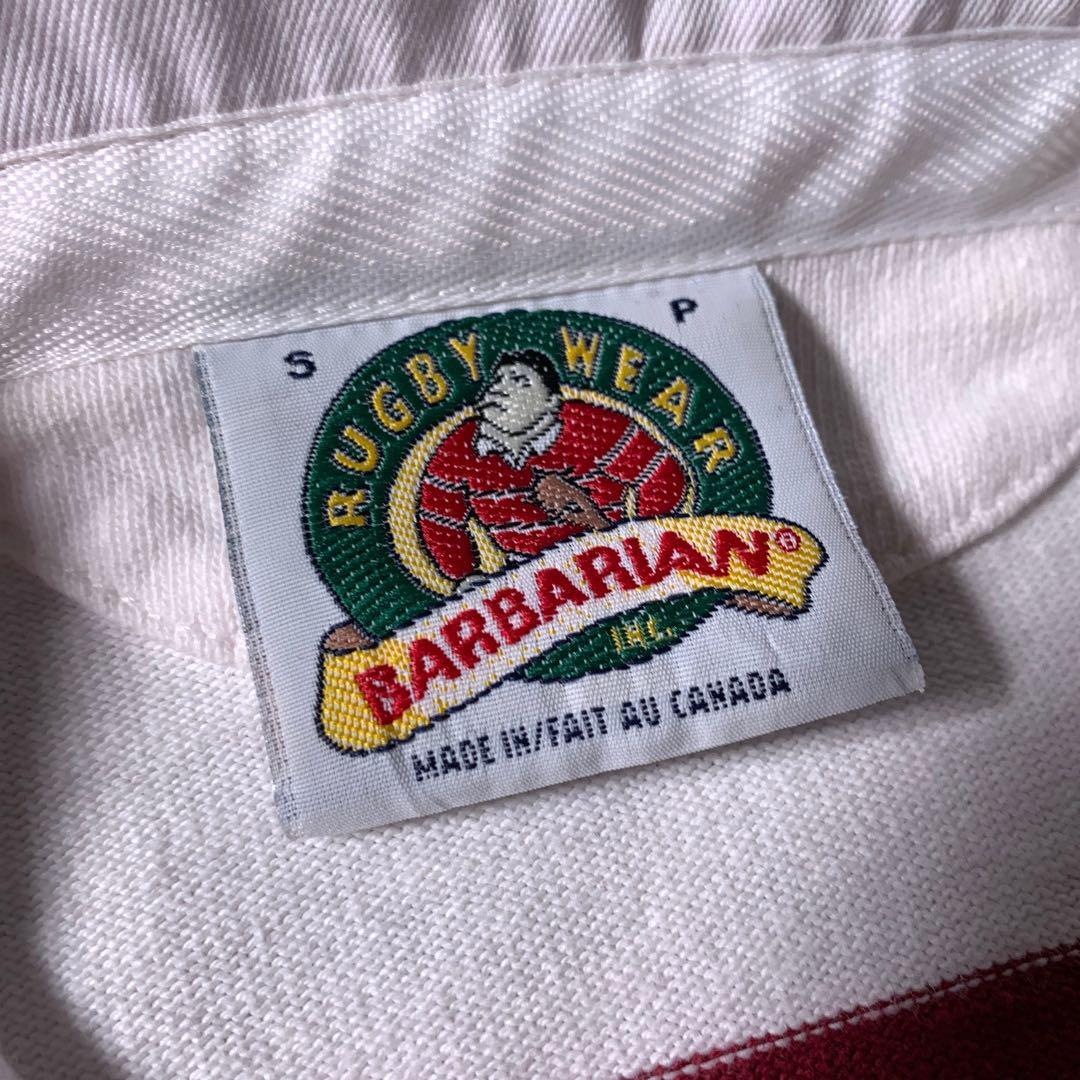 S P
RUGBY WEAR
BARBARIAN®
INC.
MADE IN/FAIT AU CANADA